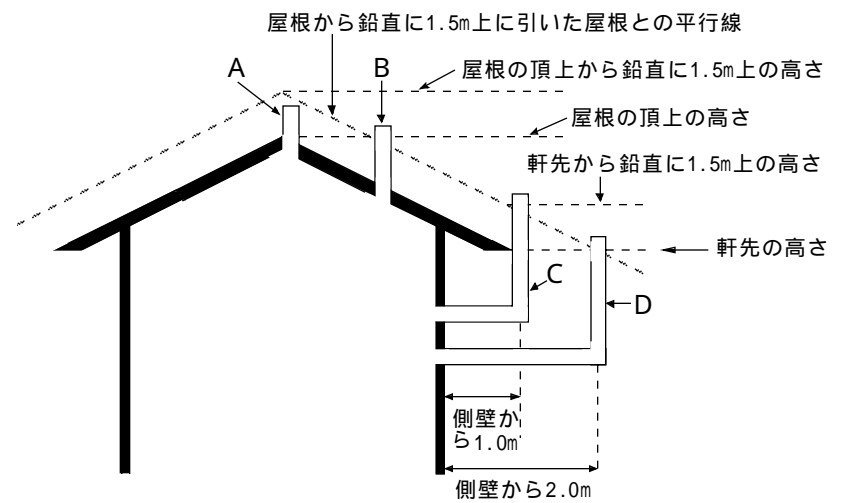 屋根から鉛直に1.5m上に引いた屋根との平行線
A
B
屋根の頂上から鉛直に1.5m上の高さ
屋根の頂上の高さ
軒先から鉛直に1.5m上の高さ
軒先の高さ
C
D
側壁か
ら1.0m
側壁から2.0m